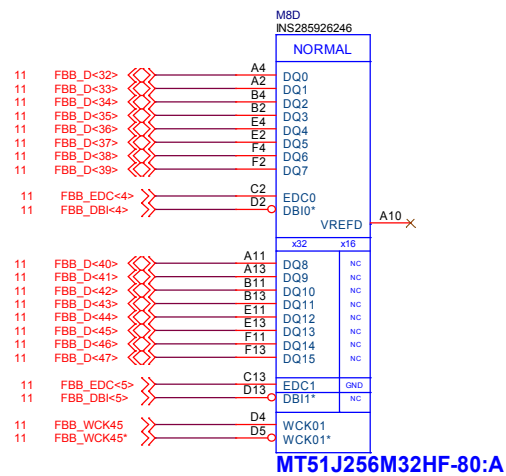 M8D
INS285926246
NORMAL
11 FBB_D<32> A4 DQ0
11 FBB_D<33> A2 DQ1
11 FBB_D<34> B4 DQ2
11 FBB_D<35> B2 DQ3
11 FBB_D<36> E4 DQ4
11 FBB_D<37> E2 DQ5
11 FBB_D<38> F4 DQ6
11 FBB_D<39> F2 DQ7
11 FBB_EDC<4> C2 EDC0
11 FBB_DBI<4> D2 DBI0*
VREFD A10
x32 x16
11 FBB_D<40> A11 DQ8 NC
11 FBB_D<41> A13 DQ9 NC
11 FBB_D<42> B11 DQ10 NC
11 FBB_D<43> B13 DQ11 NC
11 FBB_D<44> E11 DQ12 NC
11 FBB_D<45> E13 DQ13 NC
11 FBB_D<46> F11 DQ14 NC
11 FBB_D<47> F13 DQ15 NC
11 FBB_EDC<5> C13 EDC1 GND
11 FBB_DBI<5> D13 DBI1* NC
11 FBB_WCK45 D4 WCK01
11 FBB_WCK45* D5 WCK01*
MT51J256M32HF-80:A